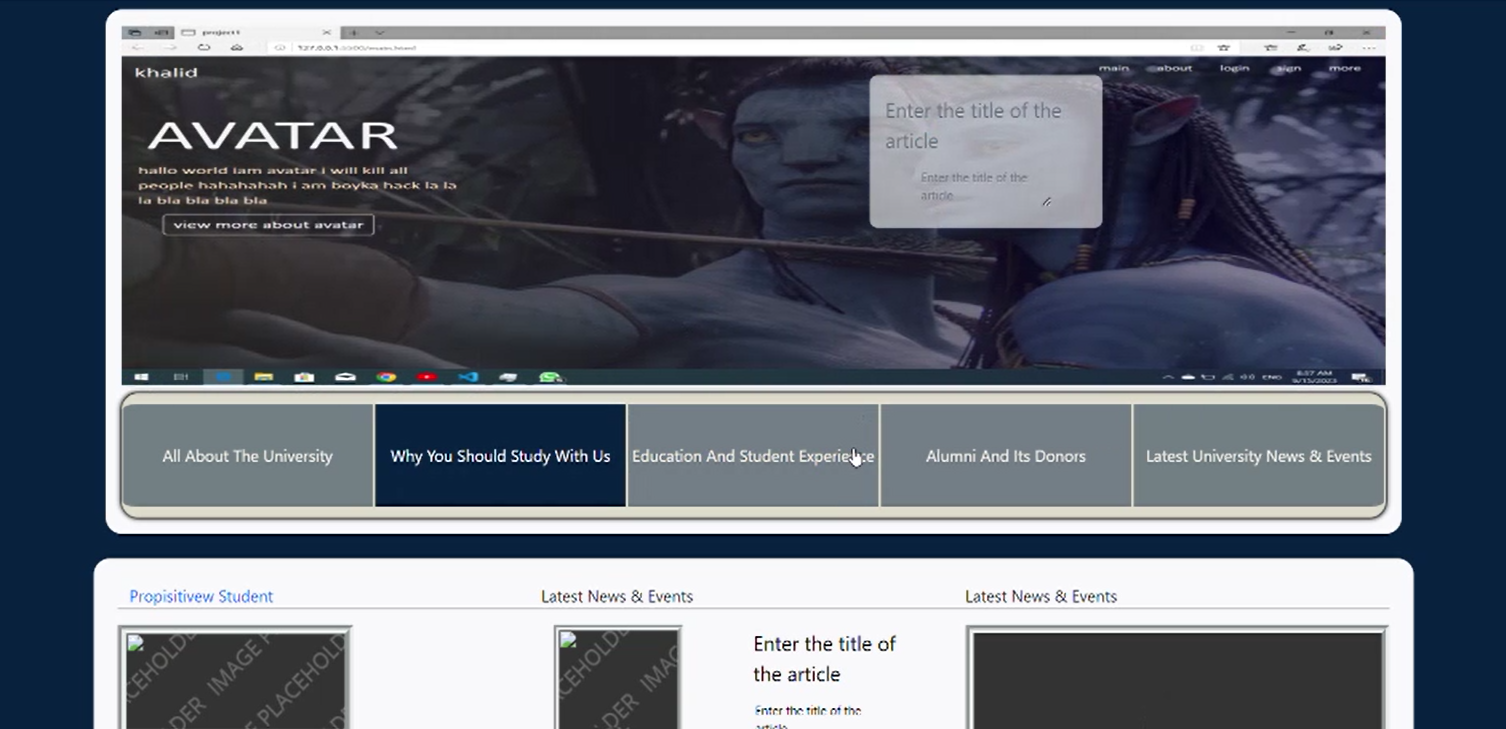 project1
127.0.0.1:5500/main.html
khalid
main about login sign more
AVATAR
hallo world iam avatar i will kill all
people hahahahah i am boyka hack la la
la bla bla bla bla
view more about avatar
Enter the title of the
article
Enter the title of the
article
ENG
8:37 AM
9/15/2023
All About The University
Why You Should Study With Us
Education And Student Experience
Alumni And Its Donors
Latest University News & Events
Propisitivew Student
Latest News & Events
Latest News & Events
IMAGE PLACEHOLDER
Enter the title of
the article
Enter the title of the
article